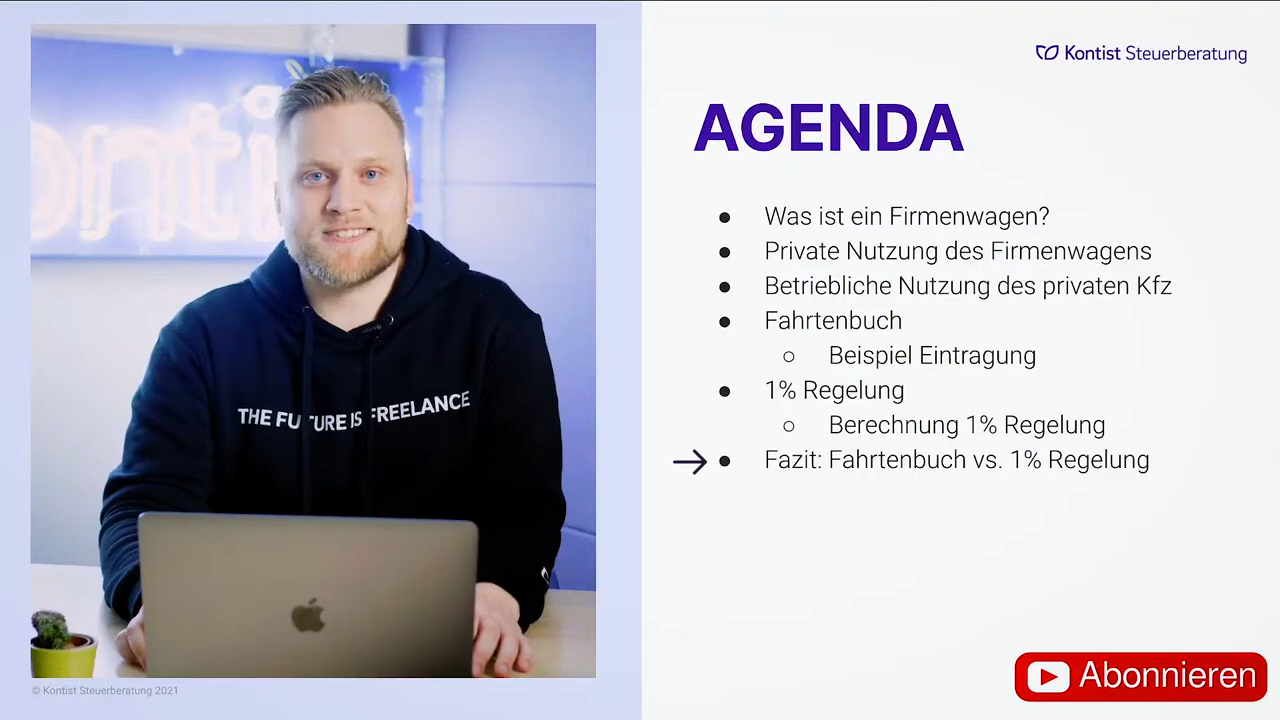 Kontist Steuerberatung
AGENDA
● Was ist ein Firmenwagen?
● Private Nutzung des Firmenwagens
● Betriebliche Nutzung des privaten Kfz
● Fahrtenbuch
○ Beispiel Eintragung
● 1% Regelung
○ Berechnung 1% Regelung
→ ● Fazit: Fahrtenbuch vs. 1% Regelung
THE FUTURE IS FREELANCE
© Kontist Steuerberatung 2021
Abonnieren